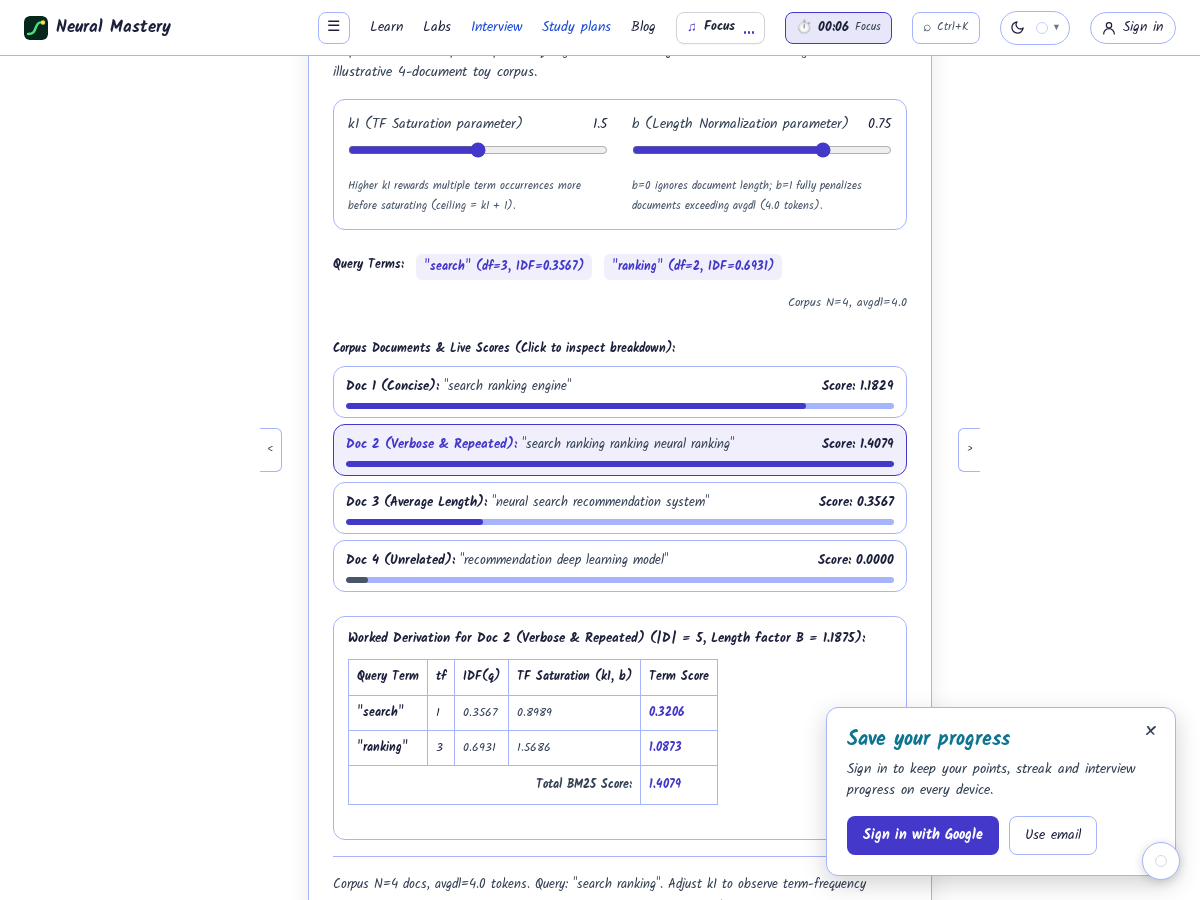 Neural Mastery
☰
Learn
Labs
Interview
Study plans
Blog
♫ Focus ...
⏱️ 00:06 Focus
⌕ Ctrl+K
▾
Sign in
illustrative 4-document toy corpus.
k1 (TF Saturation parameter) 1.5
Higher k1 rewards multiple term occurrences more
before saturating (ceiling = k1 + 1).
b (Length Normalization parameter) 0.75
b=0 ignores document length; b=1 fully penalizes
documents exceeding avgdl (4.0 tokens).
Query Terms: "search" (df=3, IDF=0.3567) "ranking" (df=2, IDF=0.6931)
Corpus N=4, avgdl=4.0
Corpus Documents & Live Scores (Click to inspect breakdown):
Doc 1 (Concise): "search ranking engine" Score: 1.1829
Doc 2 (Verbose & Repeated): "search ranking ranking neural ranking" Score: 1.4079
<
>
Doc 3 (Average Length): "neural search recommendation system" Score: 0.3567
Doc 4 (Unrelated): "recommendation deep learning model" Score: 0.0000
Worked Derivation for Doc 2 (Verbose & Repeated) (|D| = 5, Length factor B = 1.1875):
Query Term tf IDF(q) TF Saturation (k1, b) Term Score
"search" 1 0.3567 0.8989 0.3206
"ranking" 3 0.6931 1.5686 1.0873
Total BM25 Score: 1.4079
Save your progress ×
Sign in to keep your points, streak and interview
progress on every device.
Sign in with Google
Use email
Corpus N=4 docs, avgdl=4.0 tokens. Query: "search ranking". Adjust k1 to observe term-frequency